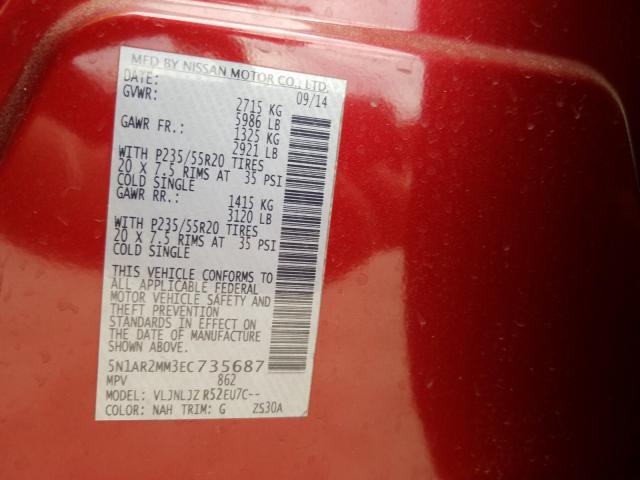 MFD BY NISSAN MOTOR CO., LTD.
DATE: 09/14
GVWR: 2715 KG
5986 LB
GAWR FR.: 1325 KG
2921 LB
WITH P235/55R20 TIRES
20 X 7.5 RIMS AT 35 PSI
COLD SINGLE
GAWR RR.: 1415 KG
3120 LB
WITH P235/55R20 TIRES
20 X 7.5 RIMS AT 35 PSI
COLD SINGLE
THIS VEHICLE CONFORMS TO
ALL APPLICABLE FEDERAL
MOTOR VEHICLE SAFETY AND
THEFT PREVENTION
STANDARDS IN EFFECT ON
THE DATE OF MANUFACTURE
SHOWN ABOVE.
5N1AR2MM3EC735687
MPV 862
MODEL: VLJNLJZ R52EU7C--
COLOR: NAH TRIM: G ZS30A